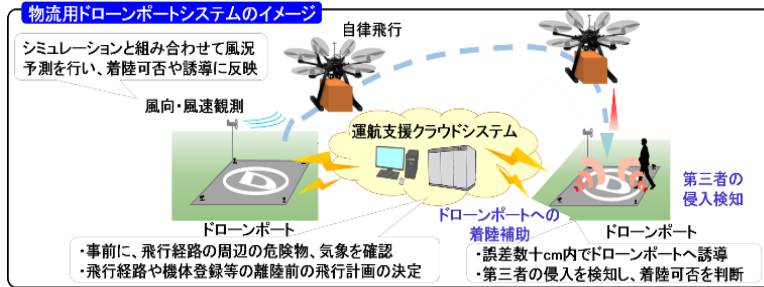 物流用ドローンポートシステムのイメージ
シミュレーションと組み合わせて風況
予測を行い、着陸可否や誘導に反映
自律飛行
風向・風速観測
運航支援クラウドシステム
第三者の
侵入検知
ドローンポートへの
着陸補助
ドローンポート
ドローンポート
・事前に、飛行経路の周辺の危険物、気象を確認
・飛行経路や機体登録等の離陸前の飛行計画の決定
・誤差数十cm内でドローンポートへ誘導
・第三者の侵入を検知し、着陸可否を判断